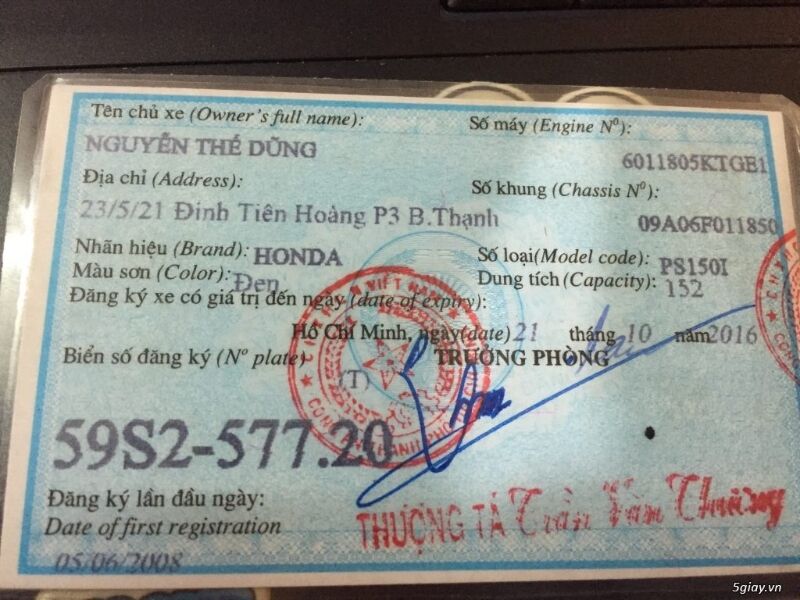 Tên chủ xe (Owner's full name):
NGUYỄN THẾ DŨNG
Số máy (Engine Nº):
6011805KTGE1
Địa chỉ (Address):
23/5/21 Đinh Tiên Hoàng P3 B.Thạnh
Số khung (Chassis Nº):
09A06F011850
Nhãn hiệu (Brand): HONDA
Số loại(Model code): PS150I
Màu sơn (Color): Đen
Dung tích (Capacity): 152
Đăng ký xe có giá trị đến ngày (date of expiry):
Hồ Chí Minh, ngày(date) 21 tháng 10 năm 2016
Biển số đăng ký (Nº plate)
TRƯỞNG PHÒNG
(T)
59S2-577.20
Đăng ký lần đầu ngày:
Date of first registration
05/06/2008
THƯỢNG TÁ Trần Văn Thương
5giay.vn